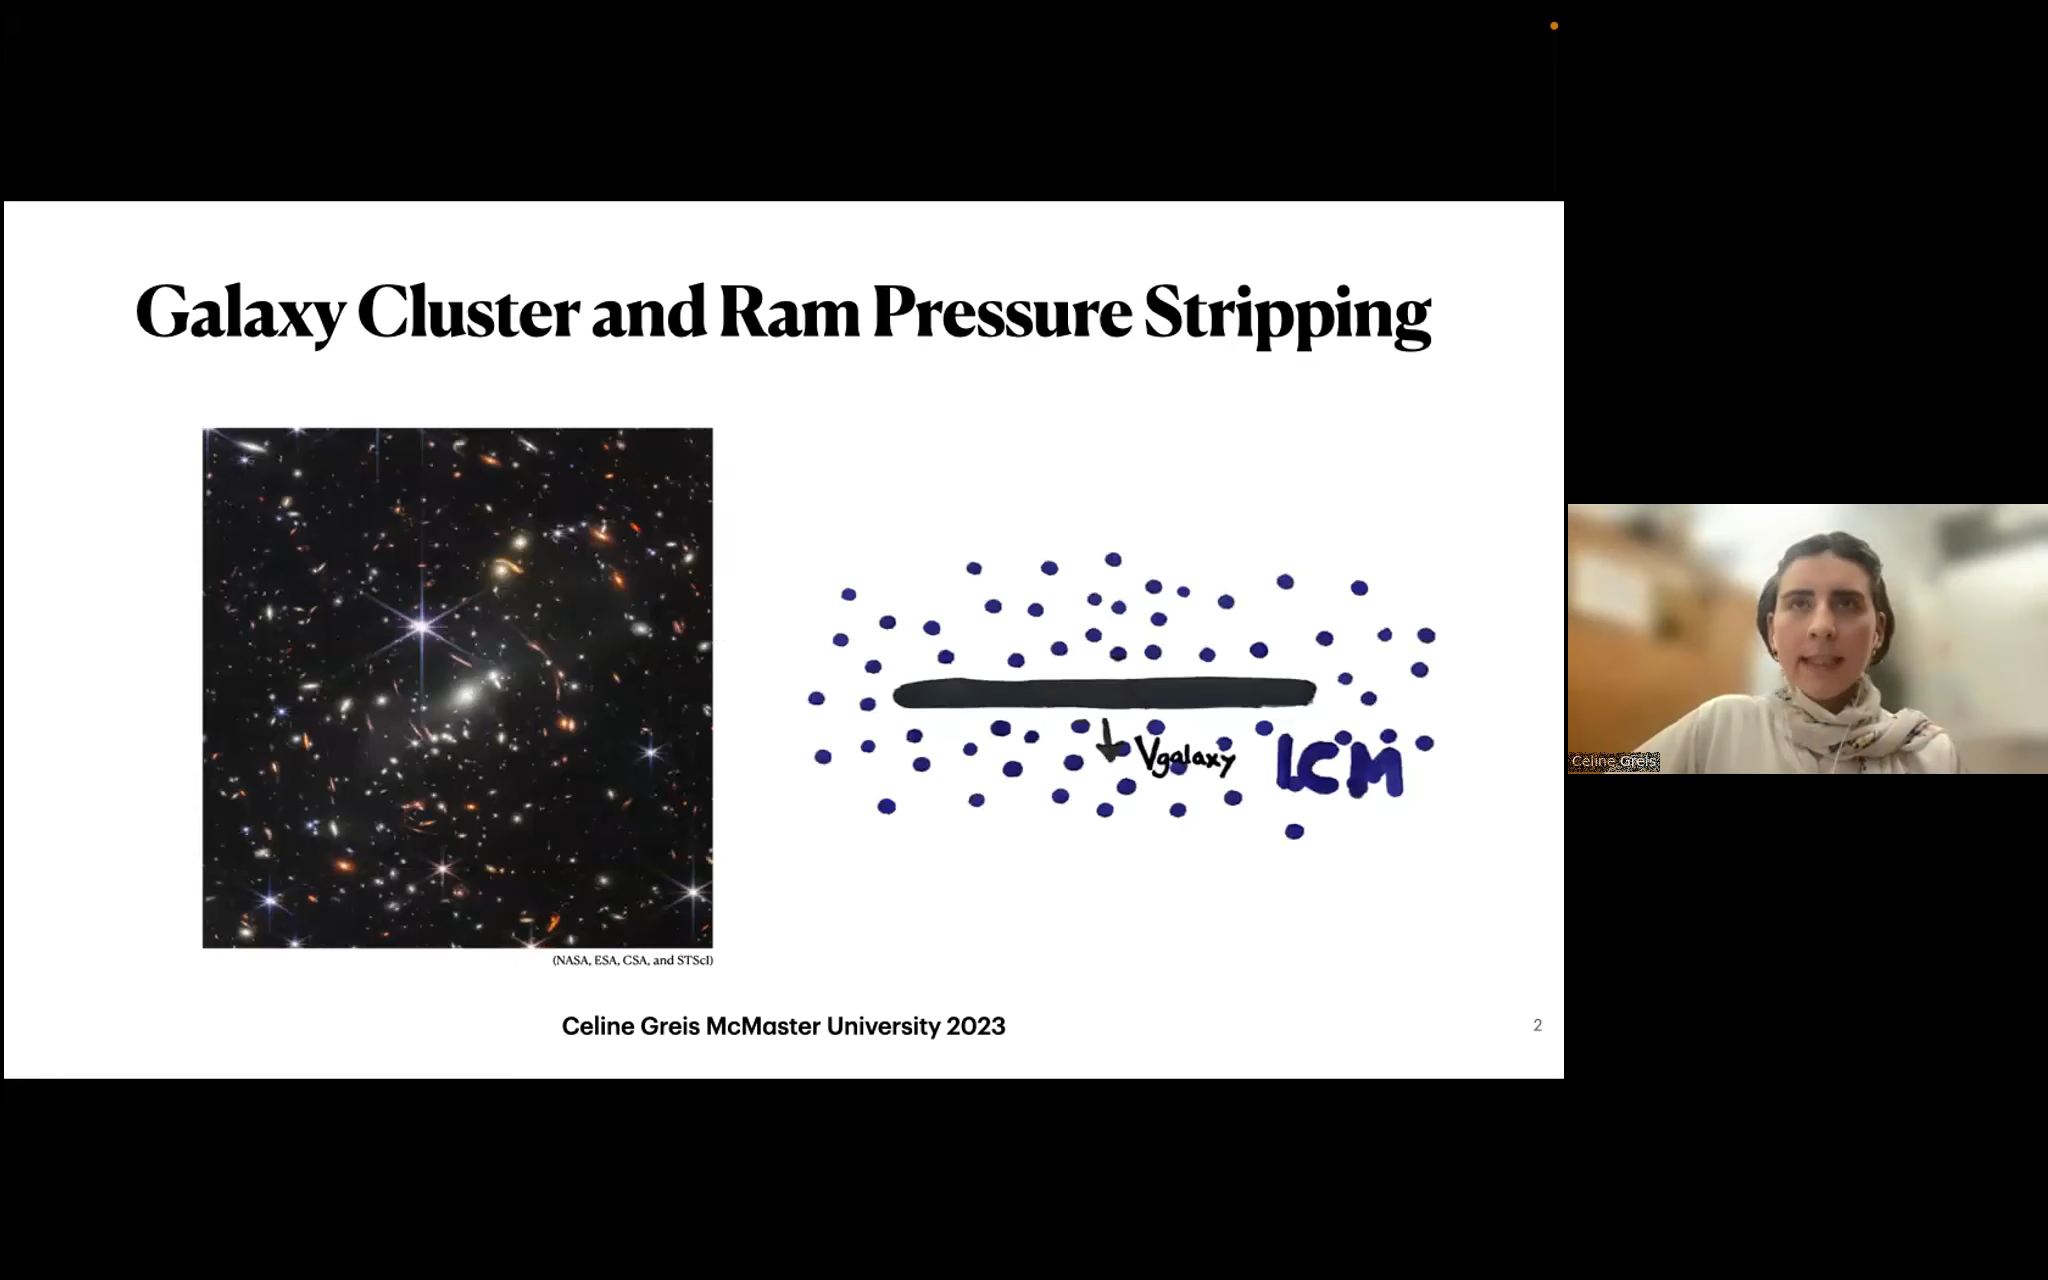 Galaxy Cluster and Ram Pressure Stripping
Vgalaxy
ICM
(NASA, ESA, CSA, and STScI)
Celine Greis McMaster University 2023
2
Celine Greis